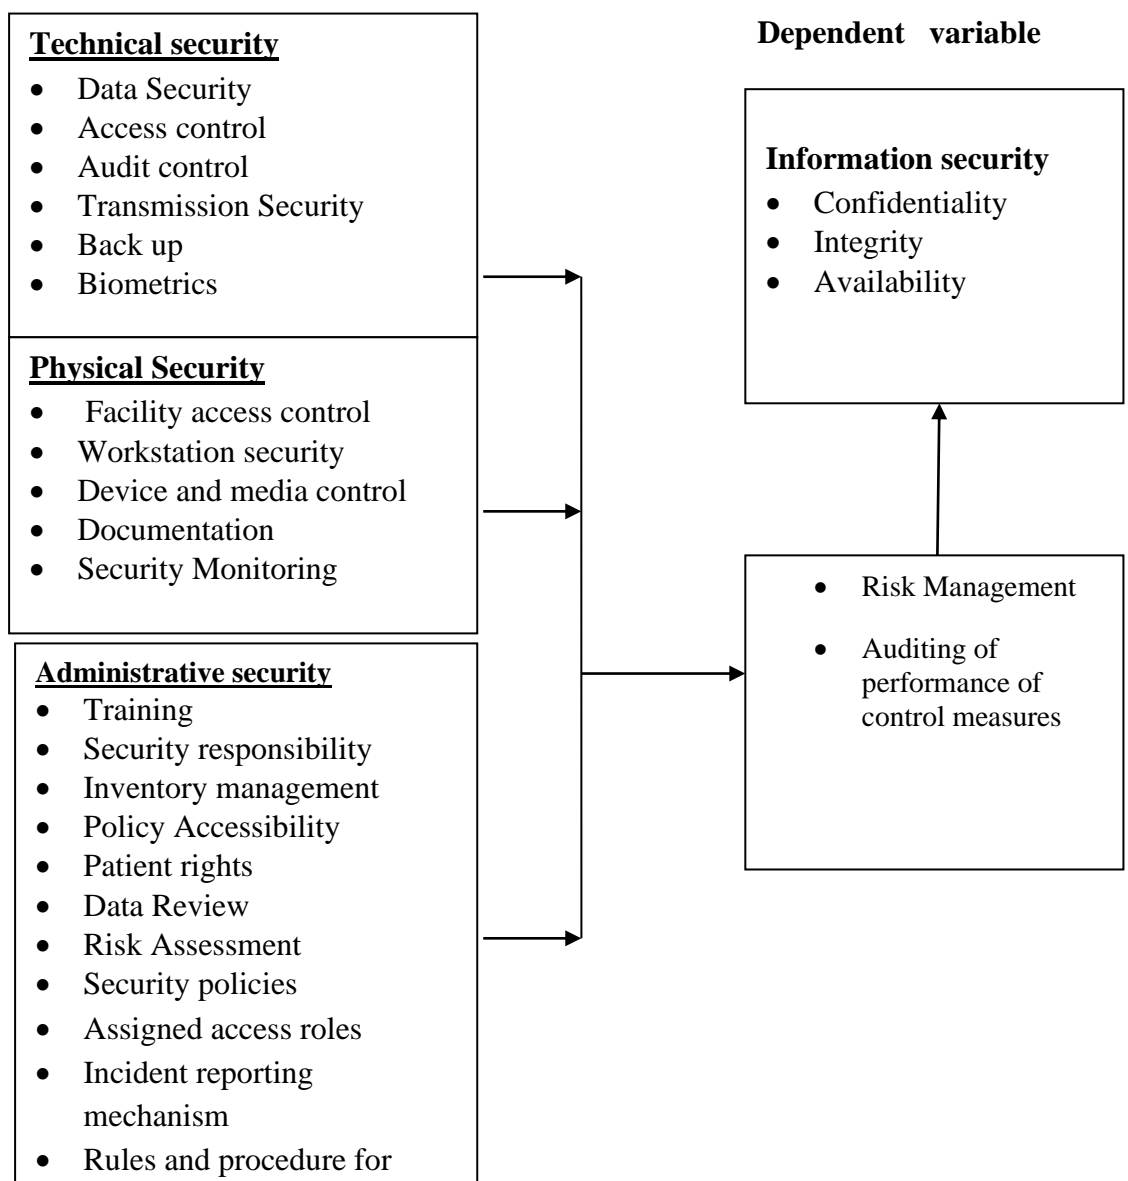 Technical security
• Data Security
• Access control
• Audit control
• Transmission Security
• Back up
• Biometrics
Physical Security
• Facility access control
• Workstation security
• Device and media control
• Documentation
• Security Monitoring
Administrative security
• Training
• Security responsibility
• Inventory management
• Policy Accessibility
• Patient rights
• Data Review
• Risk Assessment
• Security policies
• Assigned access roles
• Incident reporting
mechanism
• Rules and procedure for
Dependent variable
Information security
• Confidentiality
• Integrity
• Availability
• Risk Management
• Auditing of
performance of
control measures